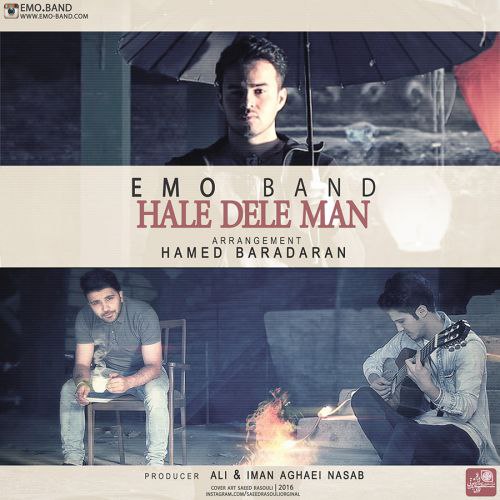 EMO.BAND
WWW.EMO-BAND.COM
EMO BAND
HALE DELE MAN
ARRANGEMENT
HAMED BARADARAN
PRODUCER ALI & IMAN AGHAEI NASAB
COVER ART SAEED RASOULI | 2016
INSTAGRAM.COM/SAEEDRASOULIORGINAL